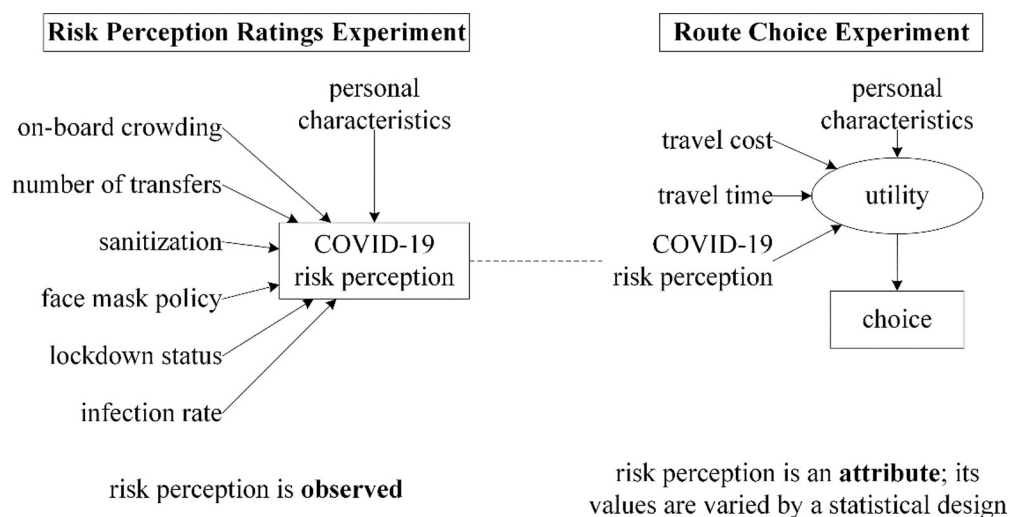 Risk Perception Ratings Experiment
personal
characteristics
on-board crowding
number of transfers
sanitization
face mask policy
lockdown status
infection rate
COVID-19
risk perception
risk perception is observed
Route Choice Experiment
personal
characteristics
travel cost
travel time
COVID-19
risk perception
utility
choice
risk perception is an attribute; its
values are varied by a statistical design